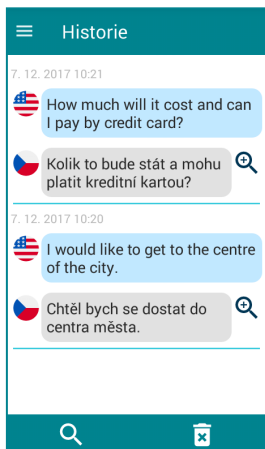 Historie
7. 12. 2017 10:21
How much will it cost and can
I pay by credit card?
Kolik to bude stát a mohu
platit kreditní kartou?
7. 12. 2017 10:20
I would like to get to the centre
of the city.
Chtěl bych se dostat do
centra města.